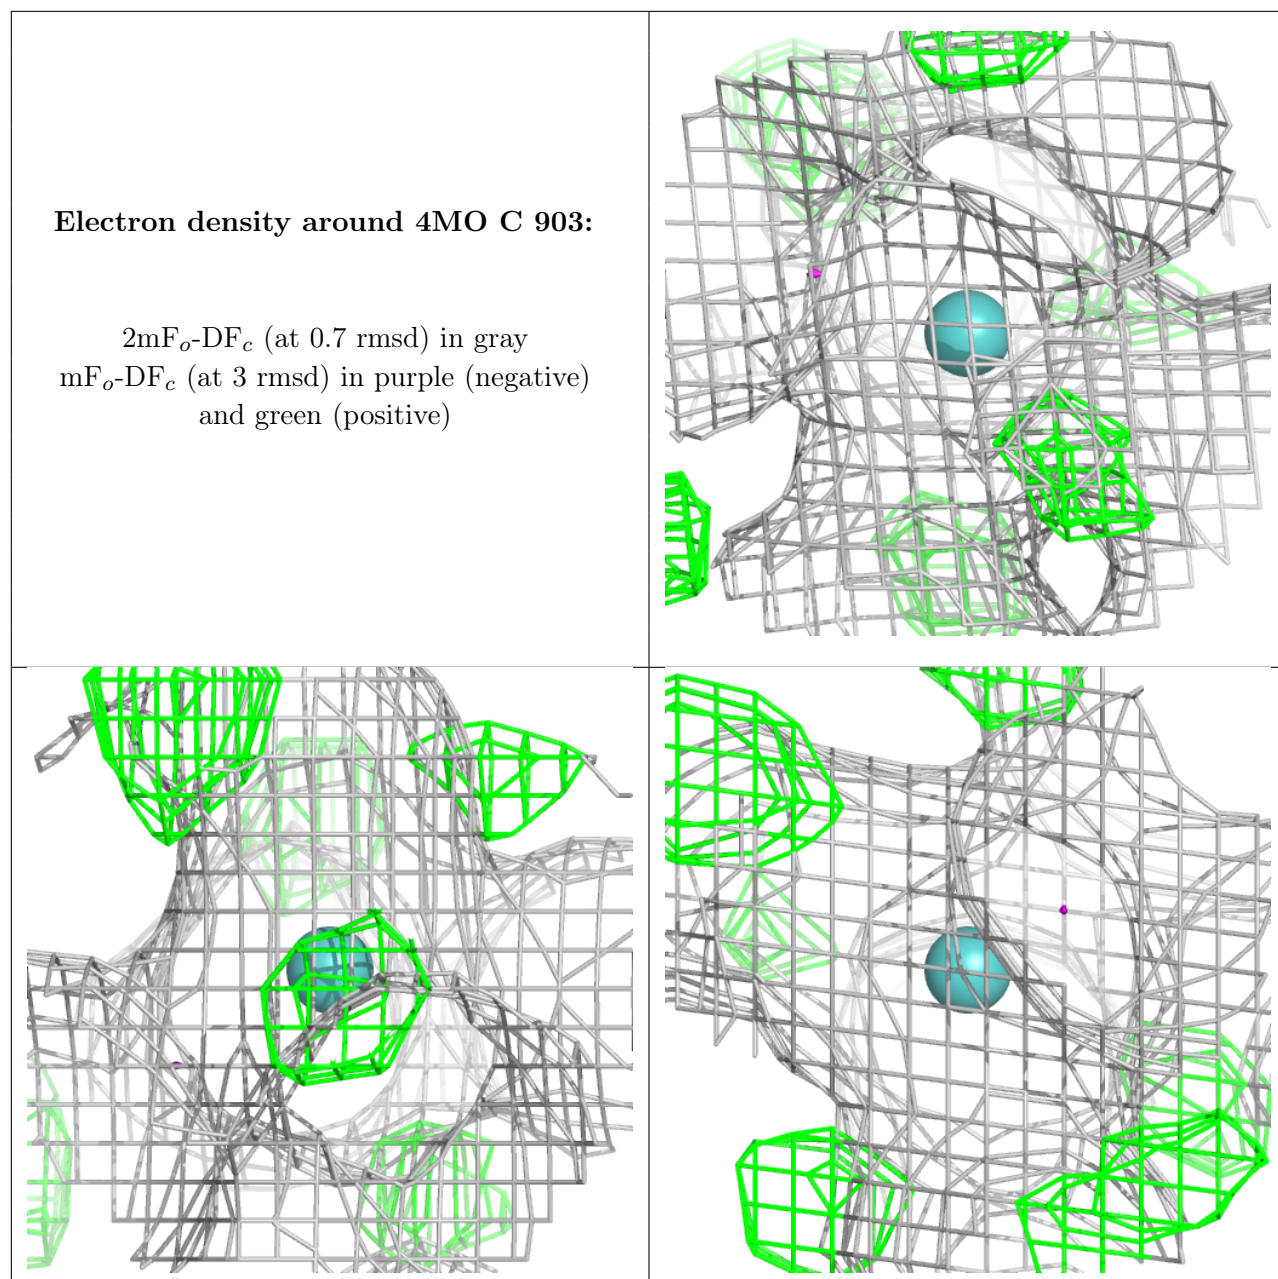 Electron density around 4MO C 903:
2mFo-DFc (at 0.7 rmsd) in gray
mFo-DFc (at 3 rmsd) in purple (negative)
and green (positive)